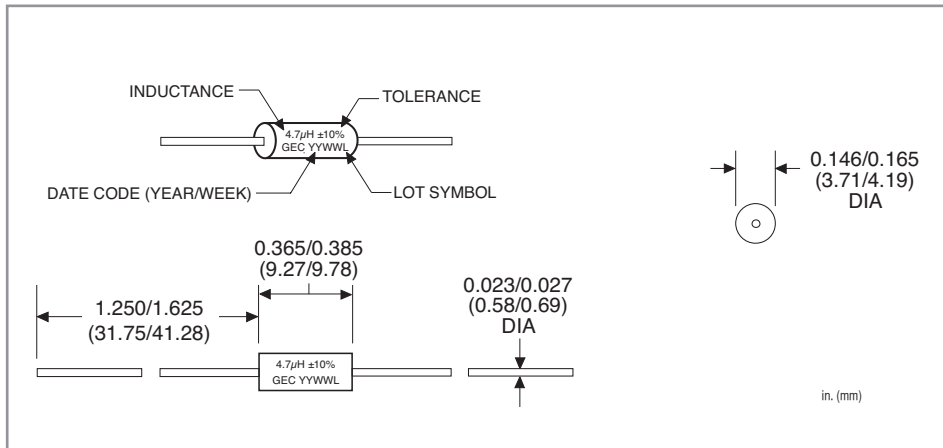 INDUCTANCE
TOLERANCE
4.7µH ±10%
GEC YYWWL
DATE CODE (YEAR/WEEK)
LOT SYMBOL
0.146/0.165
(3.71/4.19)
DIA
0.365/0.385
(9.27/9.78)
1.250/1.625
(31.75/41.28)
0.023/0.027
(0.58/0.69)
DIA
4.7µH ±10%
GEC YYWWL
in. (mm)